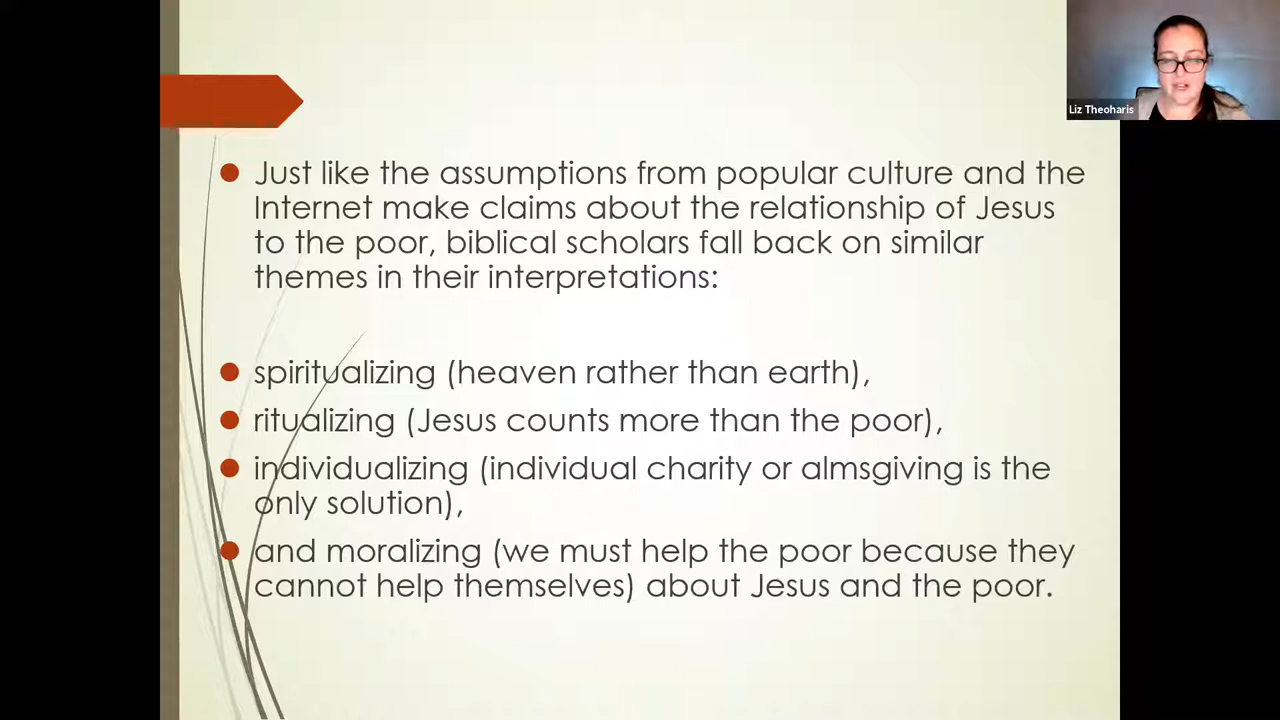 Liz Theoharis
Just like the assumptions from popular culture and the
Internet make claims about the relationship of Jesus
to the poor, biblical scholars fall back on similar
themes in their interpretations:
spiritualizing (heaven rather than earth),
ritualizing (Jesus counts more than the poor),
individualizing (individual charity or almsgiving is the
only solution),
and moralizing (we must help the poor because they
cannot help themselves) about Jesus and the poor.